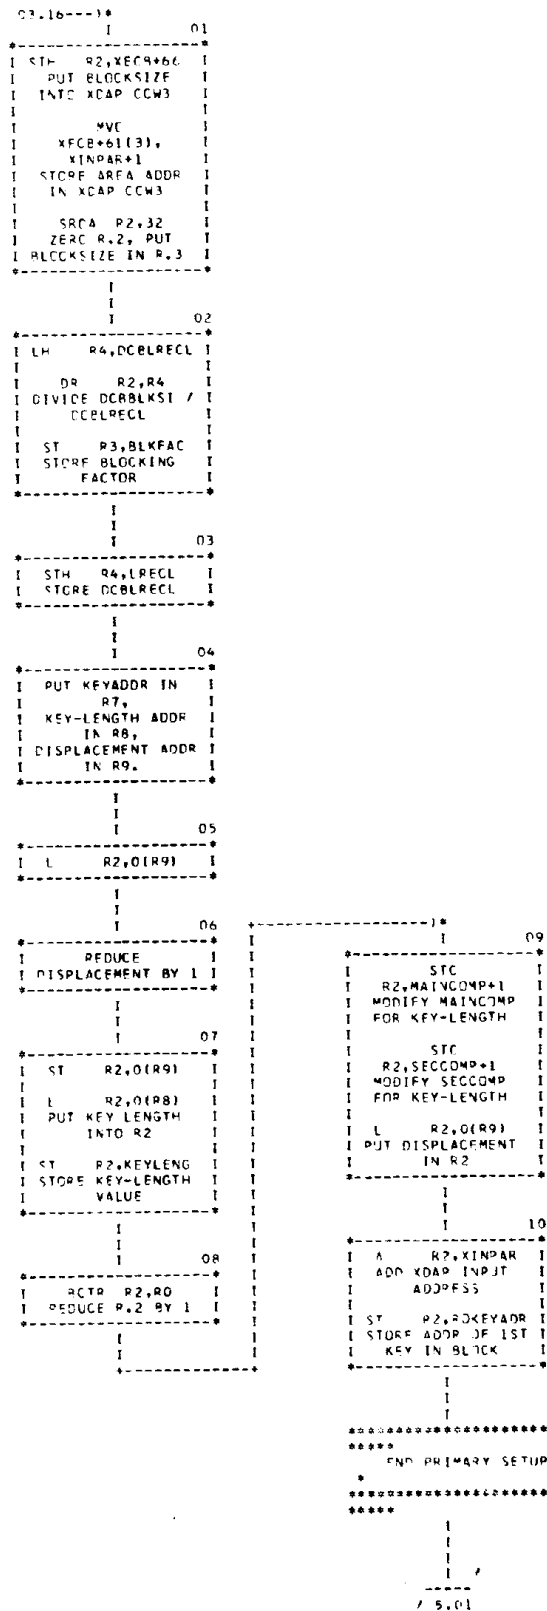 03.16---)*
01
STH R2,XECB+66
PUT BLOCKSIZE
INTO XDAP CCW3
MVC
XECB+61(3),
XINPAR+1
STORE AREA ADDR
IN XDAP CCW3
SRDA R2,32
ZERO R.2, PUT
BLOCKSIZE IN R.3
02
LH R4,DCBLRECL
DR R2,R4
DIVIDE DCBBLKSI /
DCBLRECL
ST R3,BLKFAC
STORE BLOCKING
FACTOR
03
STH R4,LRECL
STORE DCBLRECL
04
PUT KEYADDR IN
R7,
KEY-LENGTH ADDR
IN R8,
DISPLACEMENT ADDR
IN R9.
05
L R2,0(R9)
06
REDUCE
DISPLACEMENT BY 1
07
ST R2,0(R9)
L R2,0(R8)
PUT KEY LENGTH
INTO R2
ST R2,KEYLENG
STORE KEY-LENGTH
VALUE
08
BCTR R2,R0
REDUCE R.2 BY 1
09
STC
R2,MAINCOMP+1
MODIFY MAINCOMP
FOR KEY-LENGTH
STC
R2,SECCOMP+1
MODIFY SECCOMP
FOR KEY-LENGTH
L R2,0(R9)
PUT DISPLACEMENT
IN R2
10
A R2,XINPAR
ADD XDAP INPUT
ADDRESS
ST R2,RDKEYADR
STORE ADDR OF 1ST
KEY IN BLOCK
END PRIMARY SETUP
/ 5.01